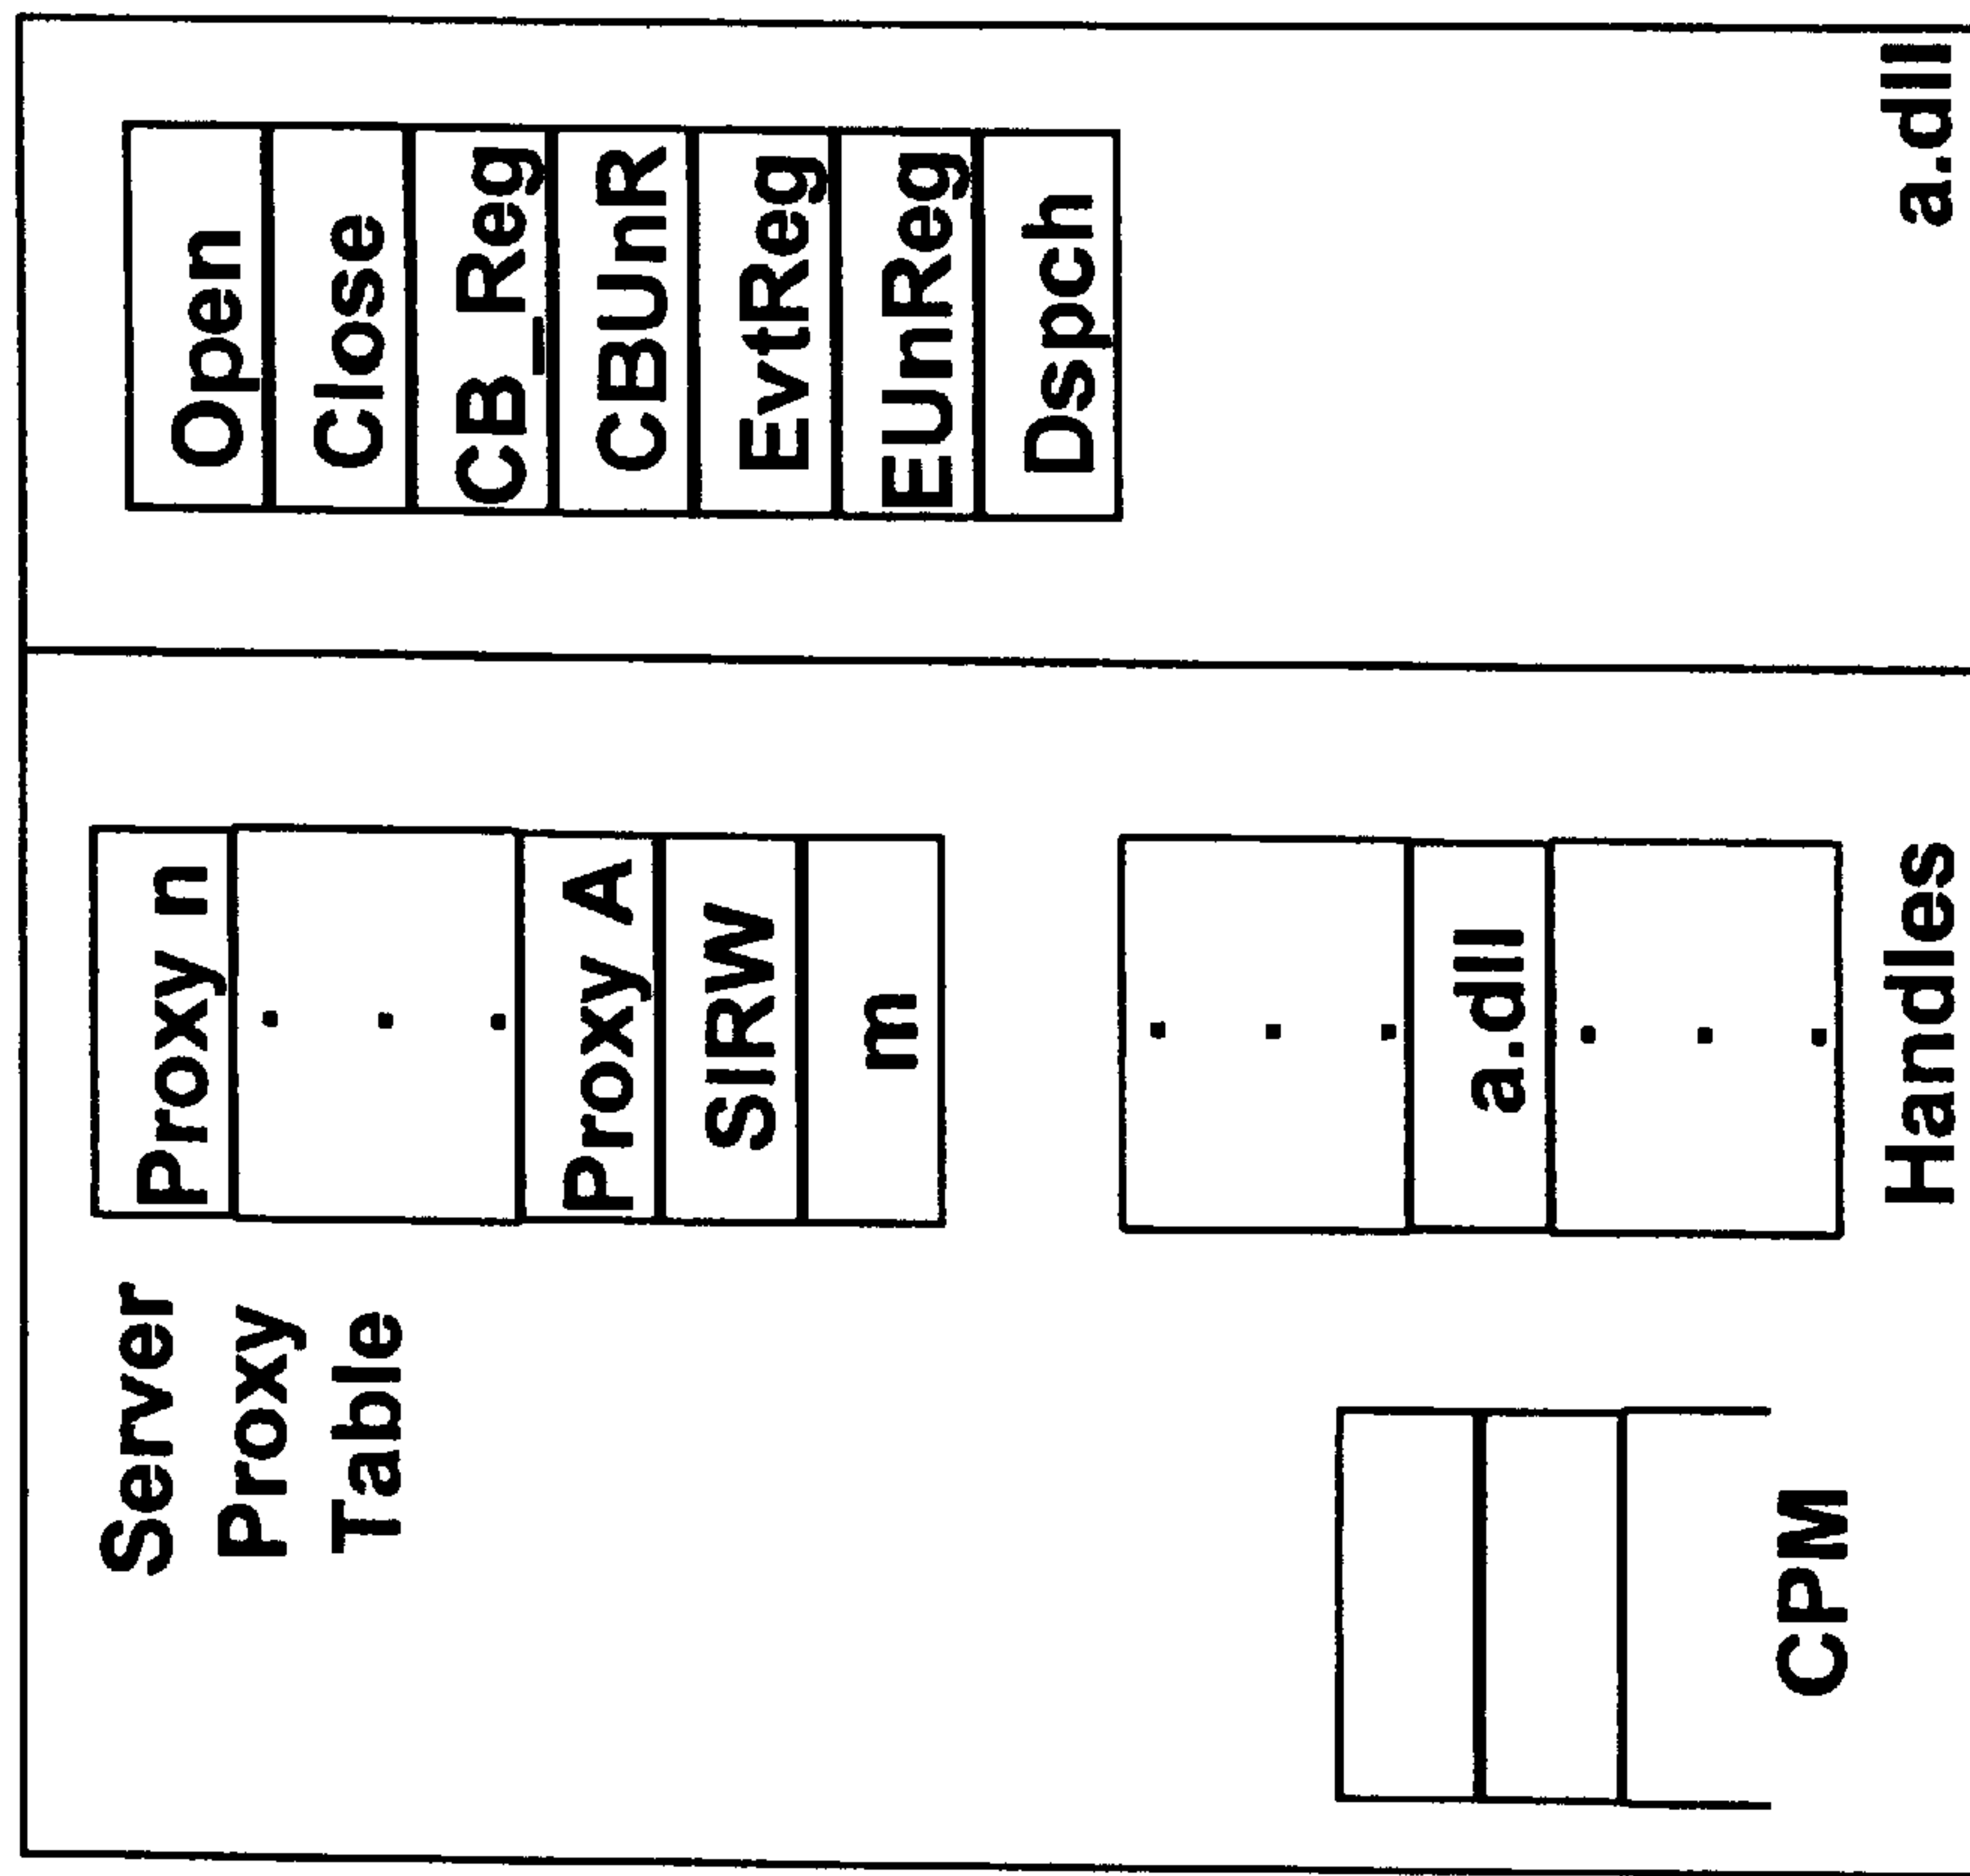 Server
Proxy
Table
CPM
Proxy n
.
.
.
Proxy A
SIRW
m
.
.
.
a.dll
.
.
.
Handles
Open
Close
CB_Reg
CBUnR
EvtReg
EUnReg
Dspch
a.dll